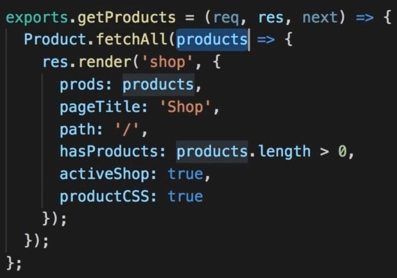 exports.getProducts = (req, res, next) => {
  Product.fetchAll(products => {
    res.render('shop', {
      prods: products,
      pageTitle: 'Shop',
      path: '/',
      hasProducts: products.length > 0,
      activeShop: true,
      productCSS: true
    });
  });
};